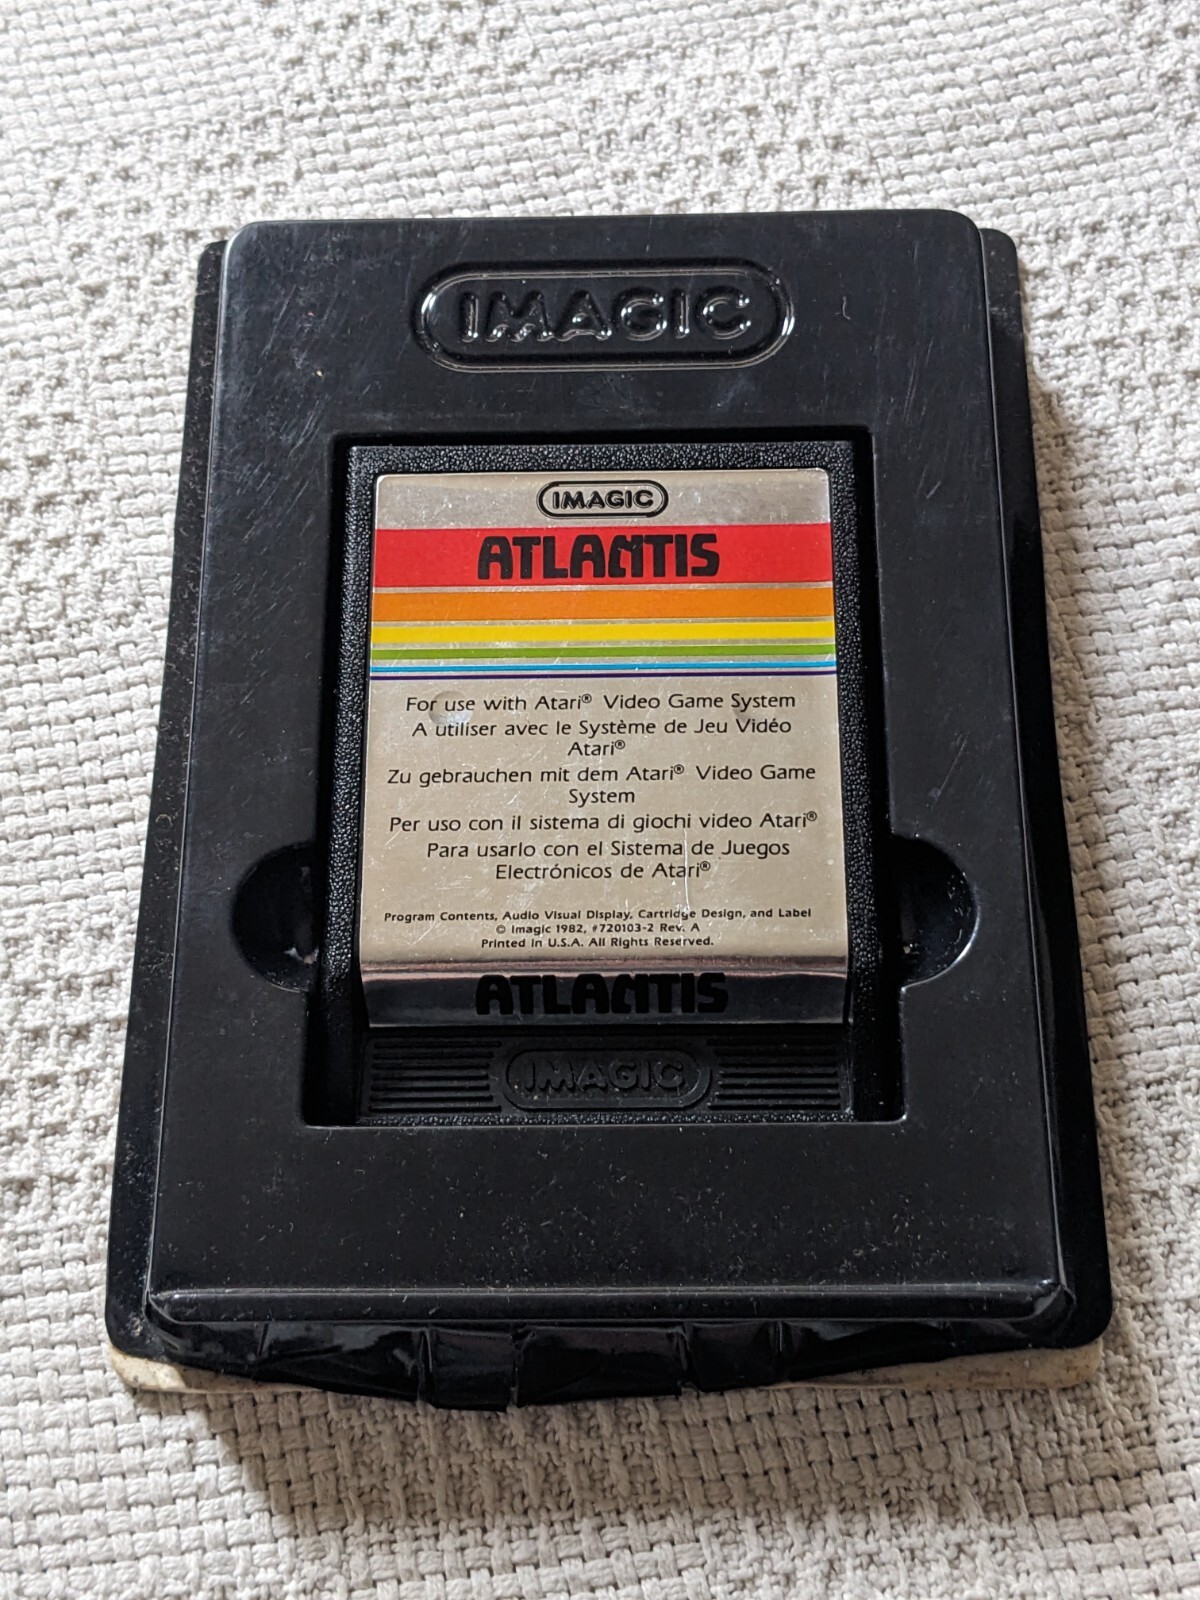 IMAGIC
IMAGIC
ATLANTIS
For use with Atari® Video Game System
A utiliser avec le Système de Jeu Vidéo
Atari®
Zu gebrauchen mit dem Atari® Video Game
System
Per uso con il sistema di giochi video Atari®
Para usarlo con el Sistema de Juegos
Electrónicos de Atari®
Program Contents, Audio Visual Display, Cartridge Design, and Label
© Imagic 1982, #720103-2 Rev. A
Printed in U.S.A. All Rights Reserved.
ATLANTIS
IMAGIC